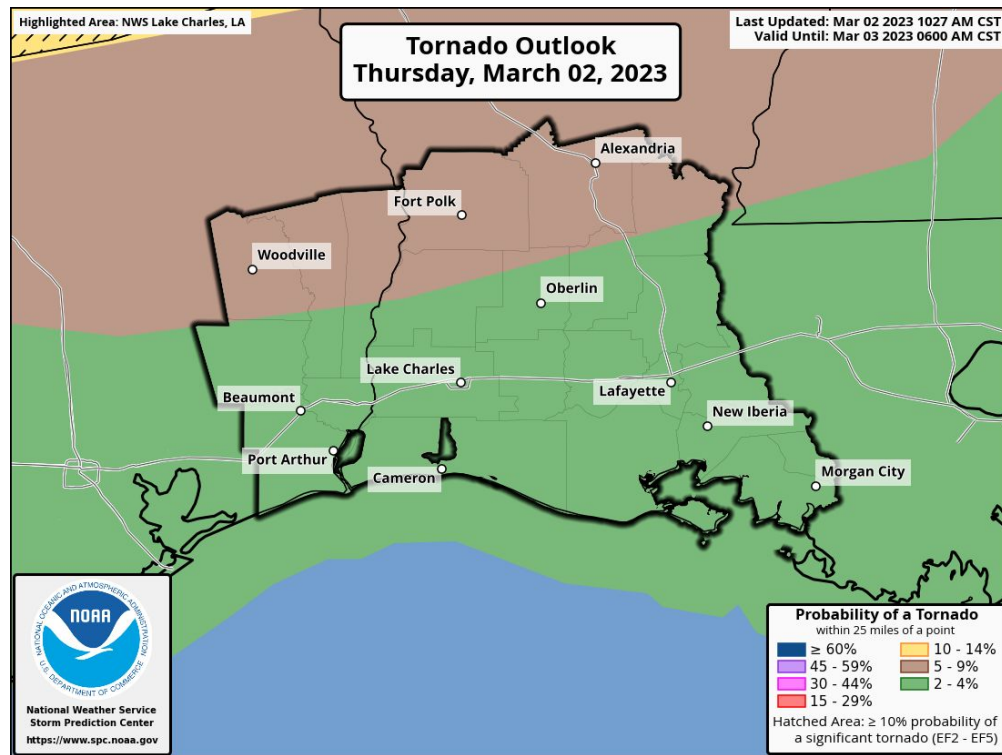 Highlighted Area: NWS Lake Charles, LA
Last Updated: Mar 02 2023 1027 AM CST
Valid Until: Mar 03 2023 0600 AM CST
Tornado Outlook
Thursday, March 02, 2023
Alexandria
Fort Polk
Woodville
Oberlin
Lake Charles
Lafayette
Beaumont
New Iberia
Port Arthur
Cameron
Morgan City
NATIONAL OCEANIC AND ATMOSPHERIC ADMINISTRATION
NOAA
U.S. DEPARTMENT OF COMMERCE
National Weather Service
Storm Prediction Center
https://www.spc.noaa.gov
Probability of a Tornado
within 25 miles of a point
≥ 60%
45 - 59%
30 - 44%
15 - 29%
10 - 14%
5 - 9%
2 - 4%
Hatched Area: ≥ 10% probability of
a significant tornado (EF2 - EF5)